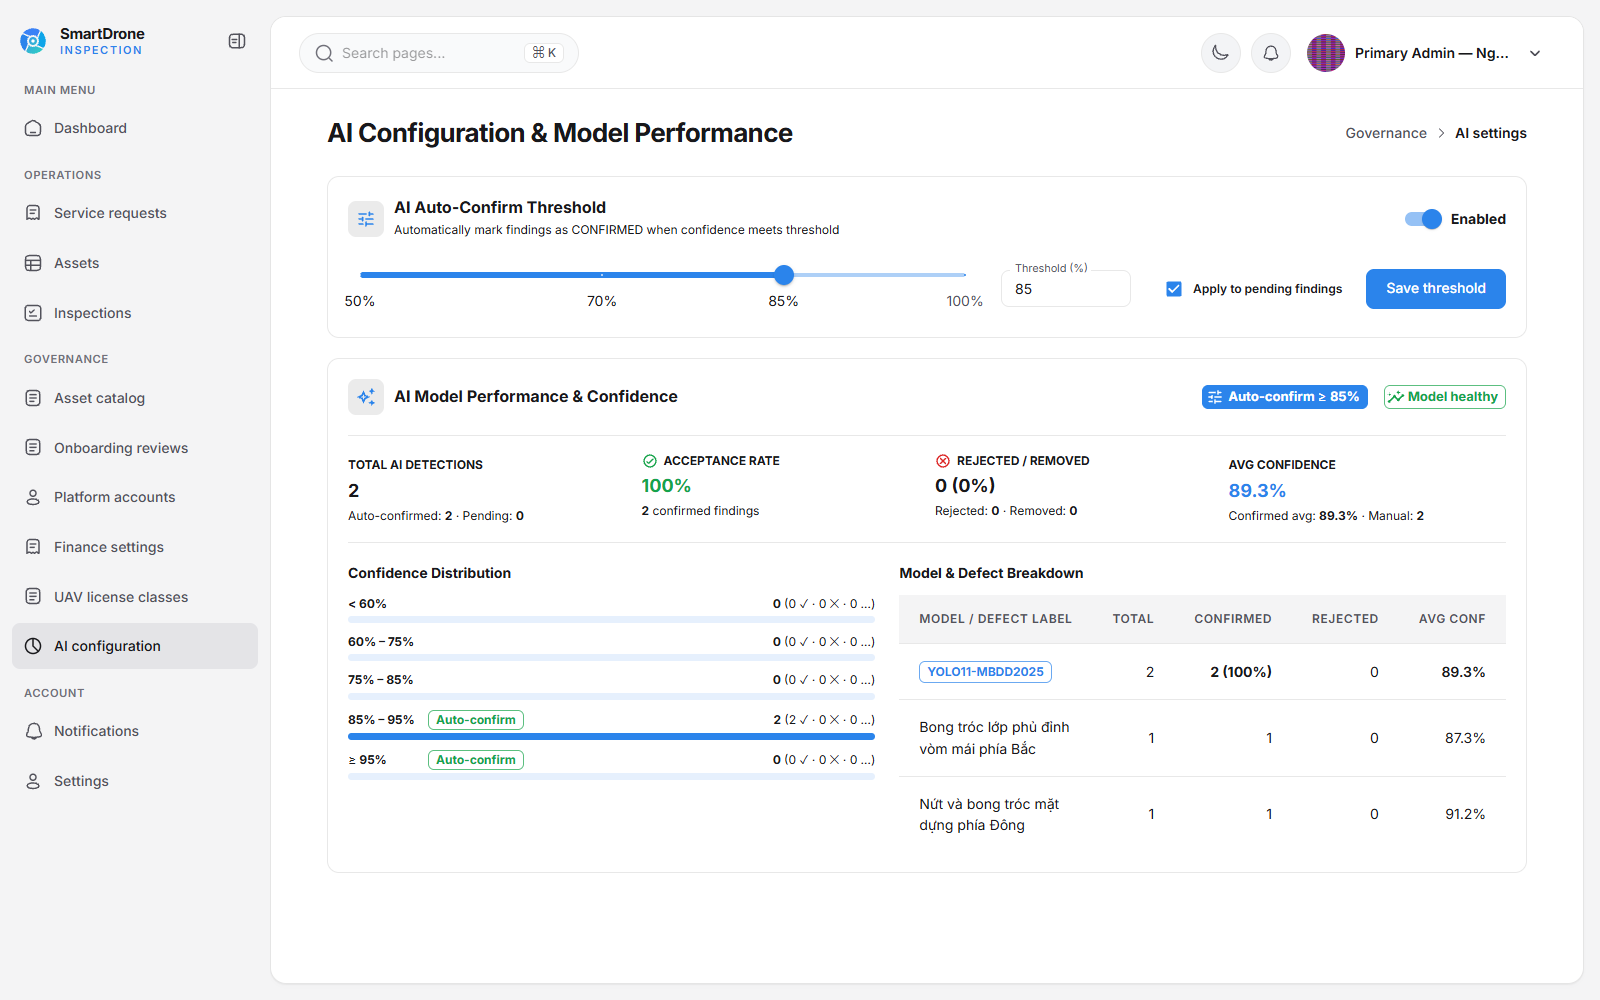 SmartDrone
INSPECTION
MAIN MENU
Dashboard
OPERATIONS
Service requests
Assets
Inspections
GOVERNANCE
Asset catalog
Onboarding reviews
Platform accounts
Finance settings
UAV license classes
AI configuration
ACCOUNT
Notifications
Settings
Search pages...
⌘ K
Primary Admin — Ng...
AI Configuration & Model Performance
Governance > AI settings
AI Auto-Confirm Threshold
Automatically mark findings as CONFIRMED when confidence meets threshold
Enabled
50%
70%
85%
100%
Threshold (%)
85
Apply to pending findings
Save threshold
AI Model Performance & Confidence
Auto-confirm ≥ 85%
Model healthy
TOTAL AI DETECTIONS
2
Auto-confirmed: 2 · Pending: 0
ACCEPTANCE RATE
100%
2 confirmed findings
REJECTED / REMOVED
0 (0%)
Rejected: 0 · Removed: 0
AVG CONFIDENCE
89.3%
Confirmed avg: 89.3% · Manual: 2
Confidence Distribution
< 60% 0 (0 ✓ · 0 ✕ · 0 ...)
60% – 75% 0 (0 ✓ · 0 ✕ · 0 ...)
75% – 85% 0 (0 ✓ · 0 ✕ · 0 ...)
85% – 95% Auto-confirm 2 (2 ✓ · 0 ✕ · 0 ...)
≥ 95% Auto-confirm 0 (0 ✓ · 0 ✕ · 0 ...)
Model & Defect Breakdown
MODEL / DEFECT LABEL TOTAL CONFIRMED REJECTED AVG CONF
YOLO11-MBDD2025 2 2 (100%) 0 89.3%
Bong tróc lớp phủ đỉnh
vòm mái phía Bắc 1 1 0 87.3%
Nứt và bong tróc mặt
dựng phía Đông 1 1 0 91.2%